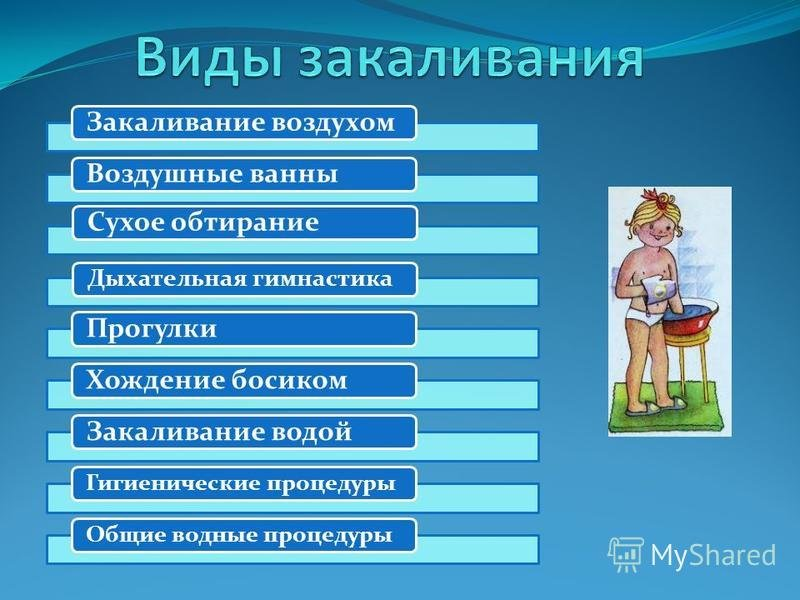 Виды закаливания
Закаливание воздухом
Воздушные ванны
Сухое обтирание
Дыхательная гимнастика
Прогулки
Хождение босиком
Закаливание водой
Гигиенические процедуры
Общие водные процедуры
MyShared